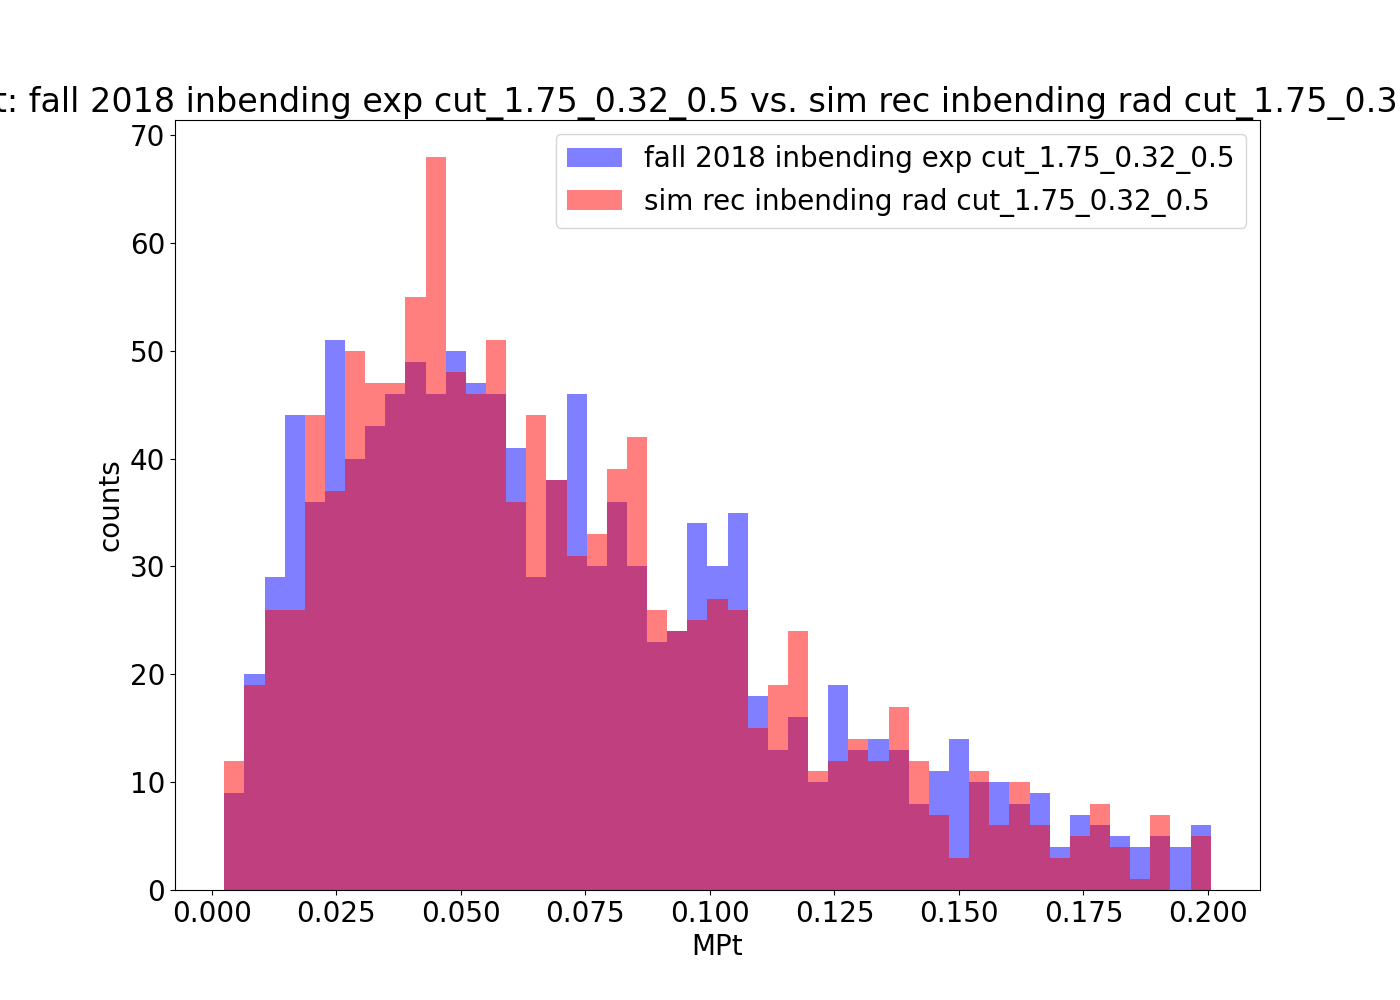 t: fall 2018 inbending exp cut_1.75_0.32_0.5 vs. sim rec inbending rad cut_1.75_0.3
fall 2018 inbending exp cut_1.75_0.32_0.5
sim rec inbending rad cut_1.75_0.32_0.5
70
60
50
40
30
20
10
0
counts
0.000 0.025 0.050 0.075 0.100 0.125 0.150 0.175 0.200
MPt